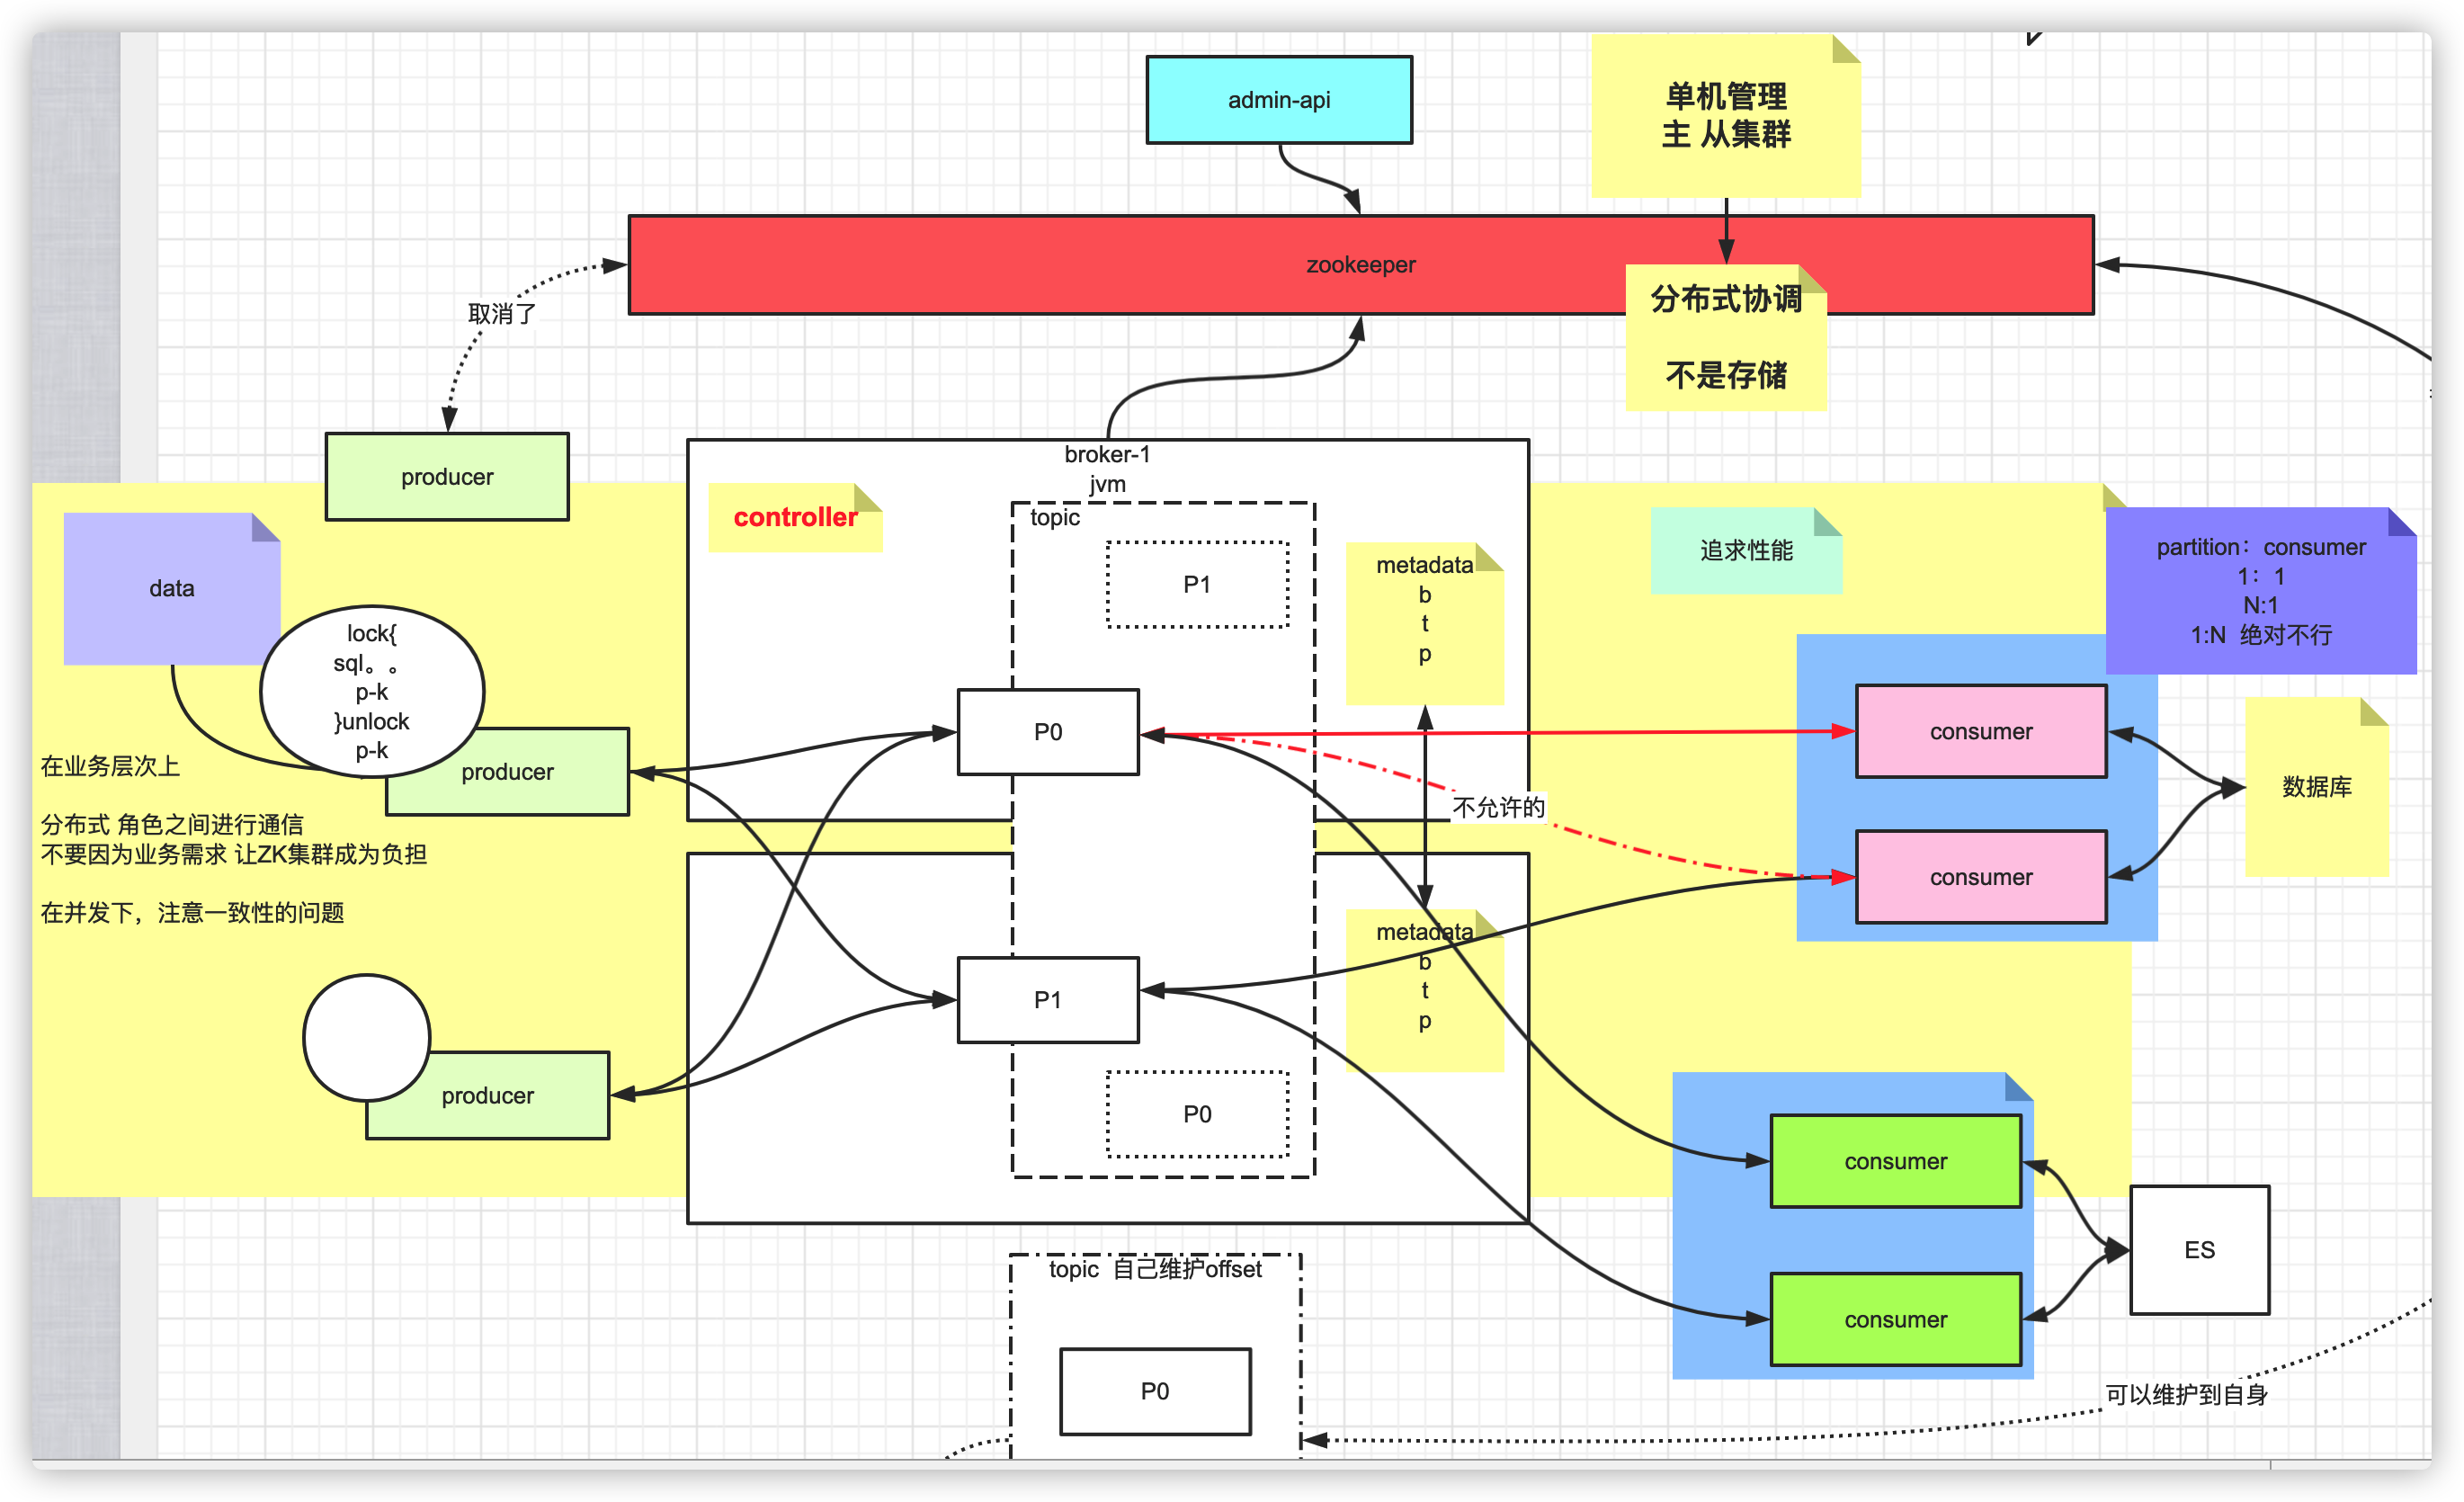 admin-api
单机管理
主 从集群
zookeeper
分布式协调
不是存储
取消了
producer
broker-1
jvm
controller
topic
P1
metadata
b
t
p
追求性能
partition：consumer
1：1
N:1
1:N 绝对不行
data
lock{
sql。。
p-k
}unlock
p-k
producer
P0
consumer
不允许的
数据库
consumer
在业务层次上
分布式 角色之间进行通信
不要因为业务需求 让ZK集群成为负担
在并发下，注意一致性的问题
metadata
b
t
p
P1
producer
P0
consumer
ES
consumer
topic 自己维护offset
P0
可以维护到自身